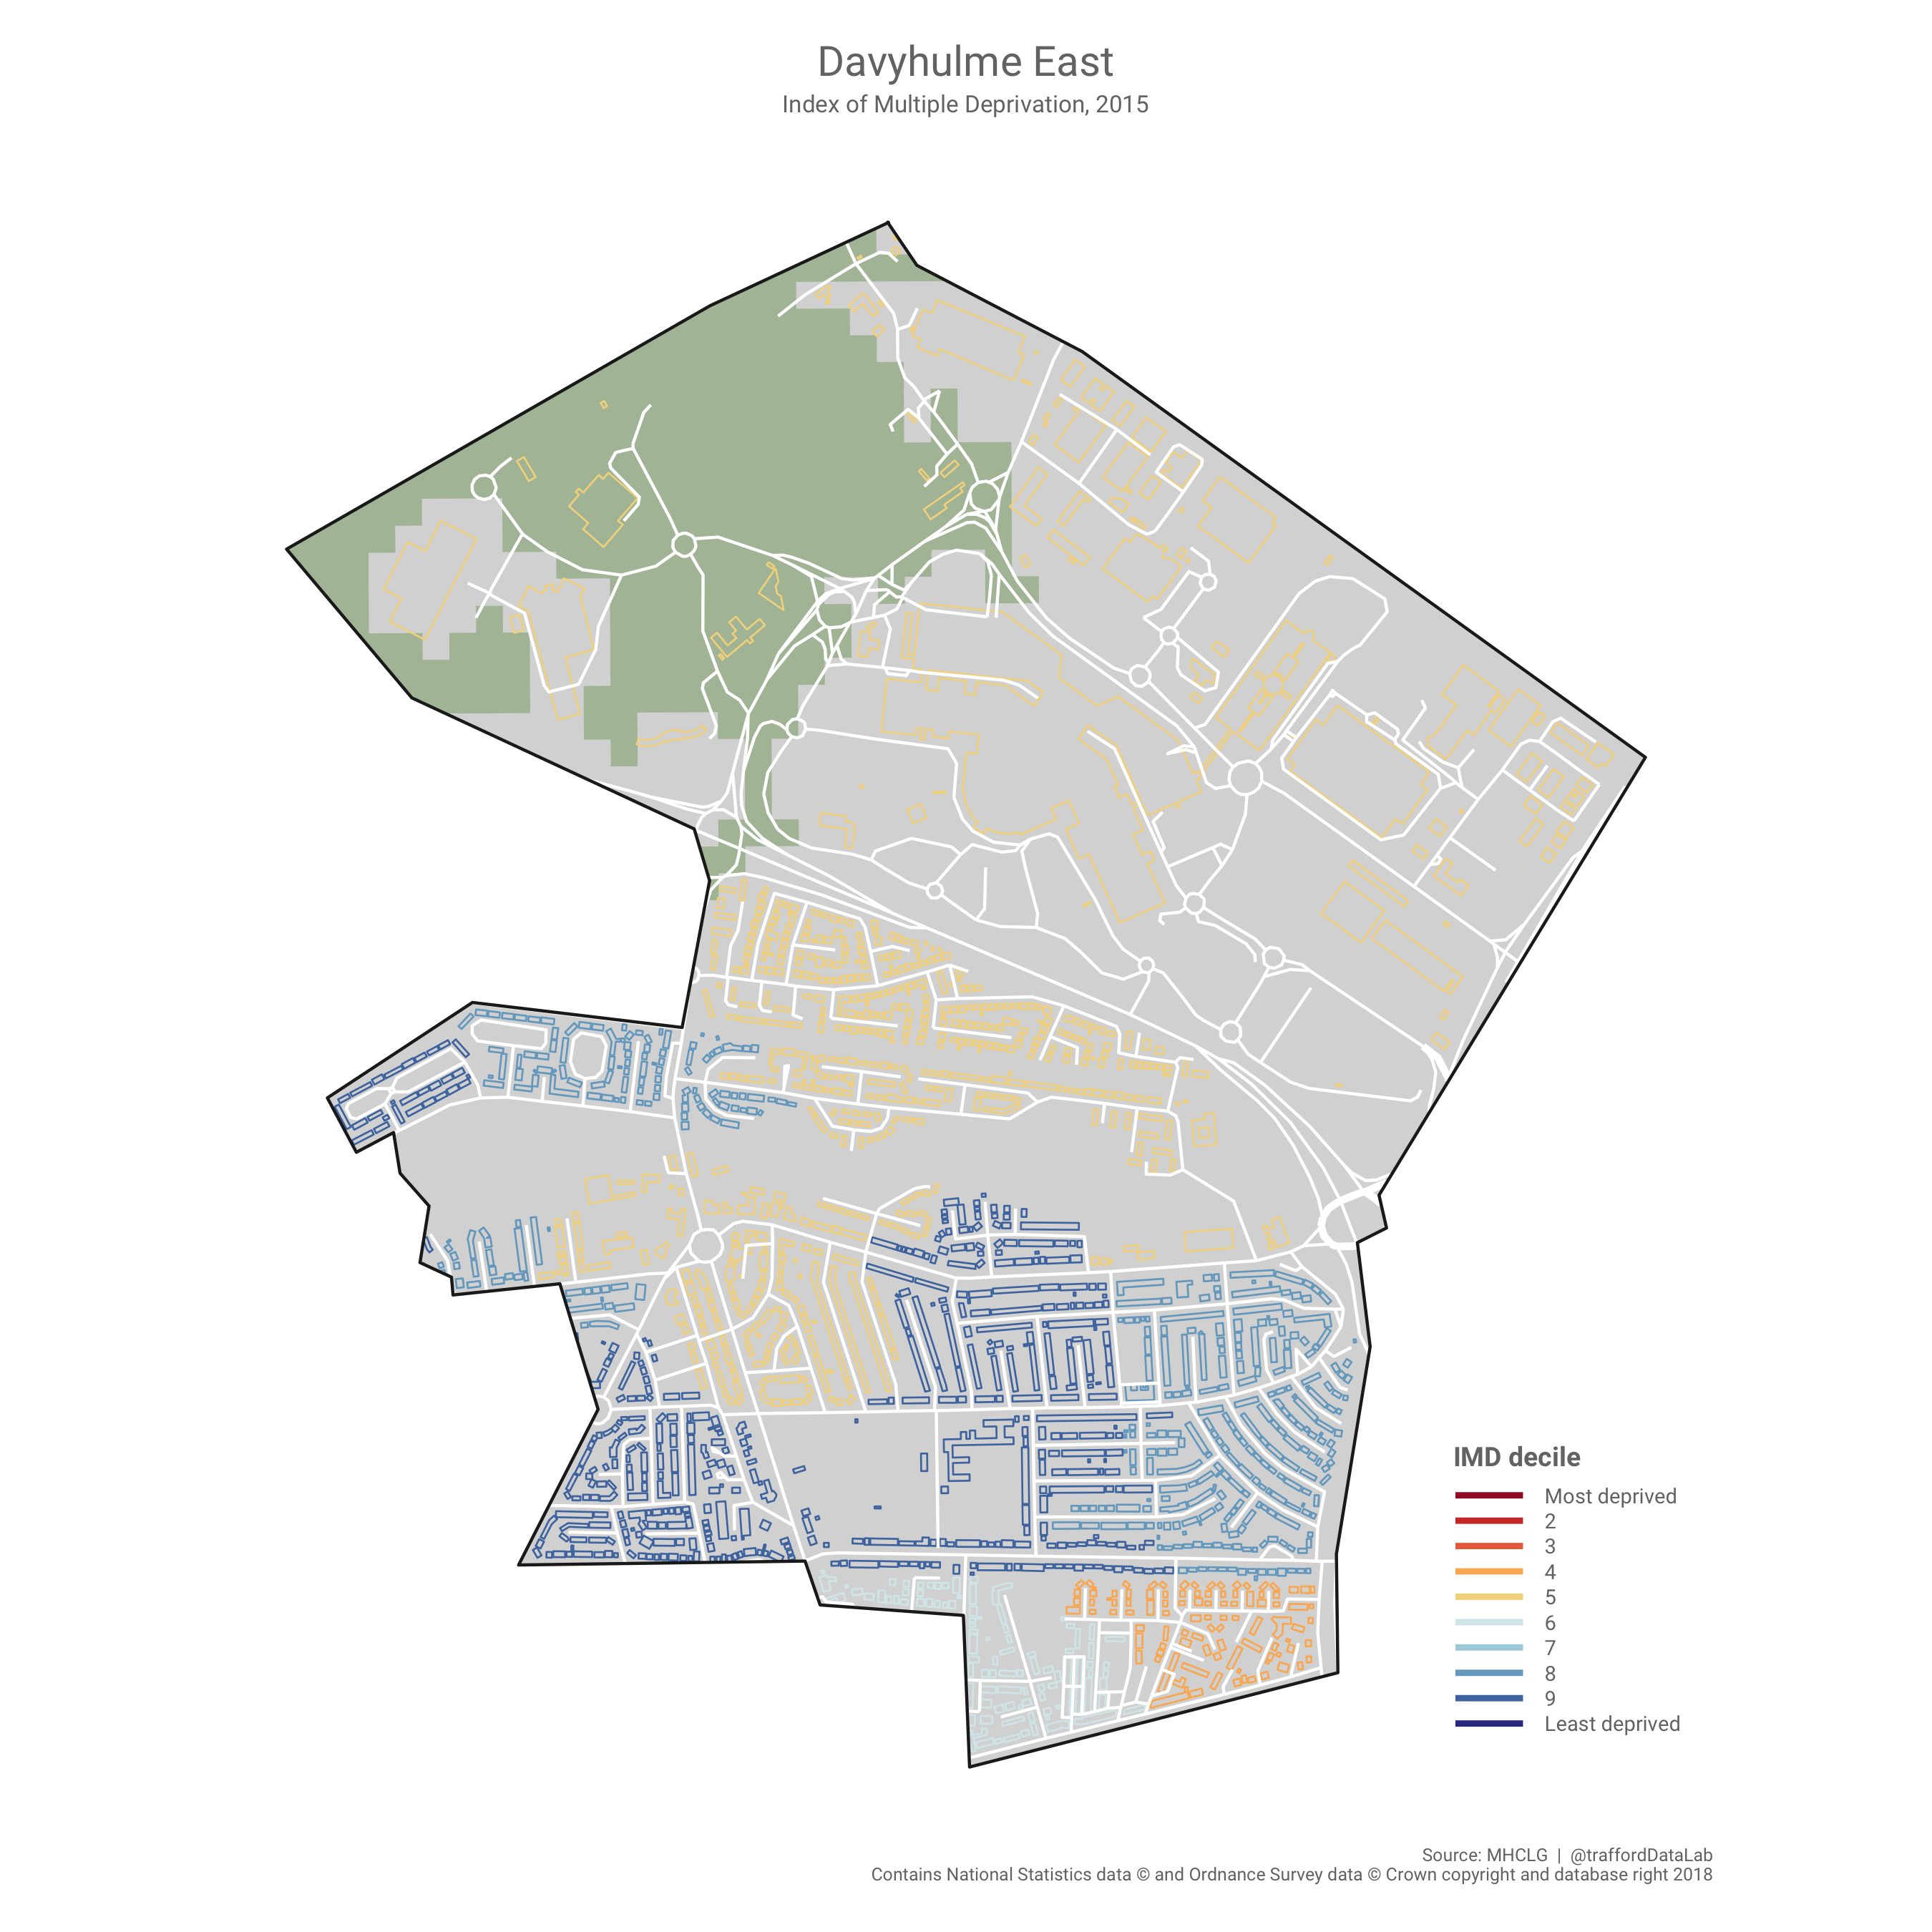 Davyhulme East
Index of Multiple Deprivation, 2015
IMD decile
Most deprived
2
3
4
5
6
7
8
9
Least deprived
Source: MHCLG | @traffordDataLab
Contains National Statistics data © and Ordnance Survey data © Crown copyright and database right 2018